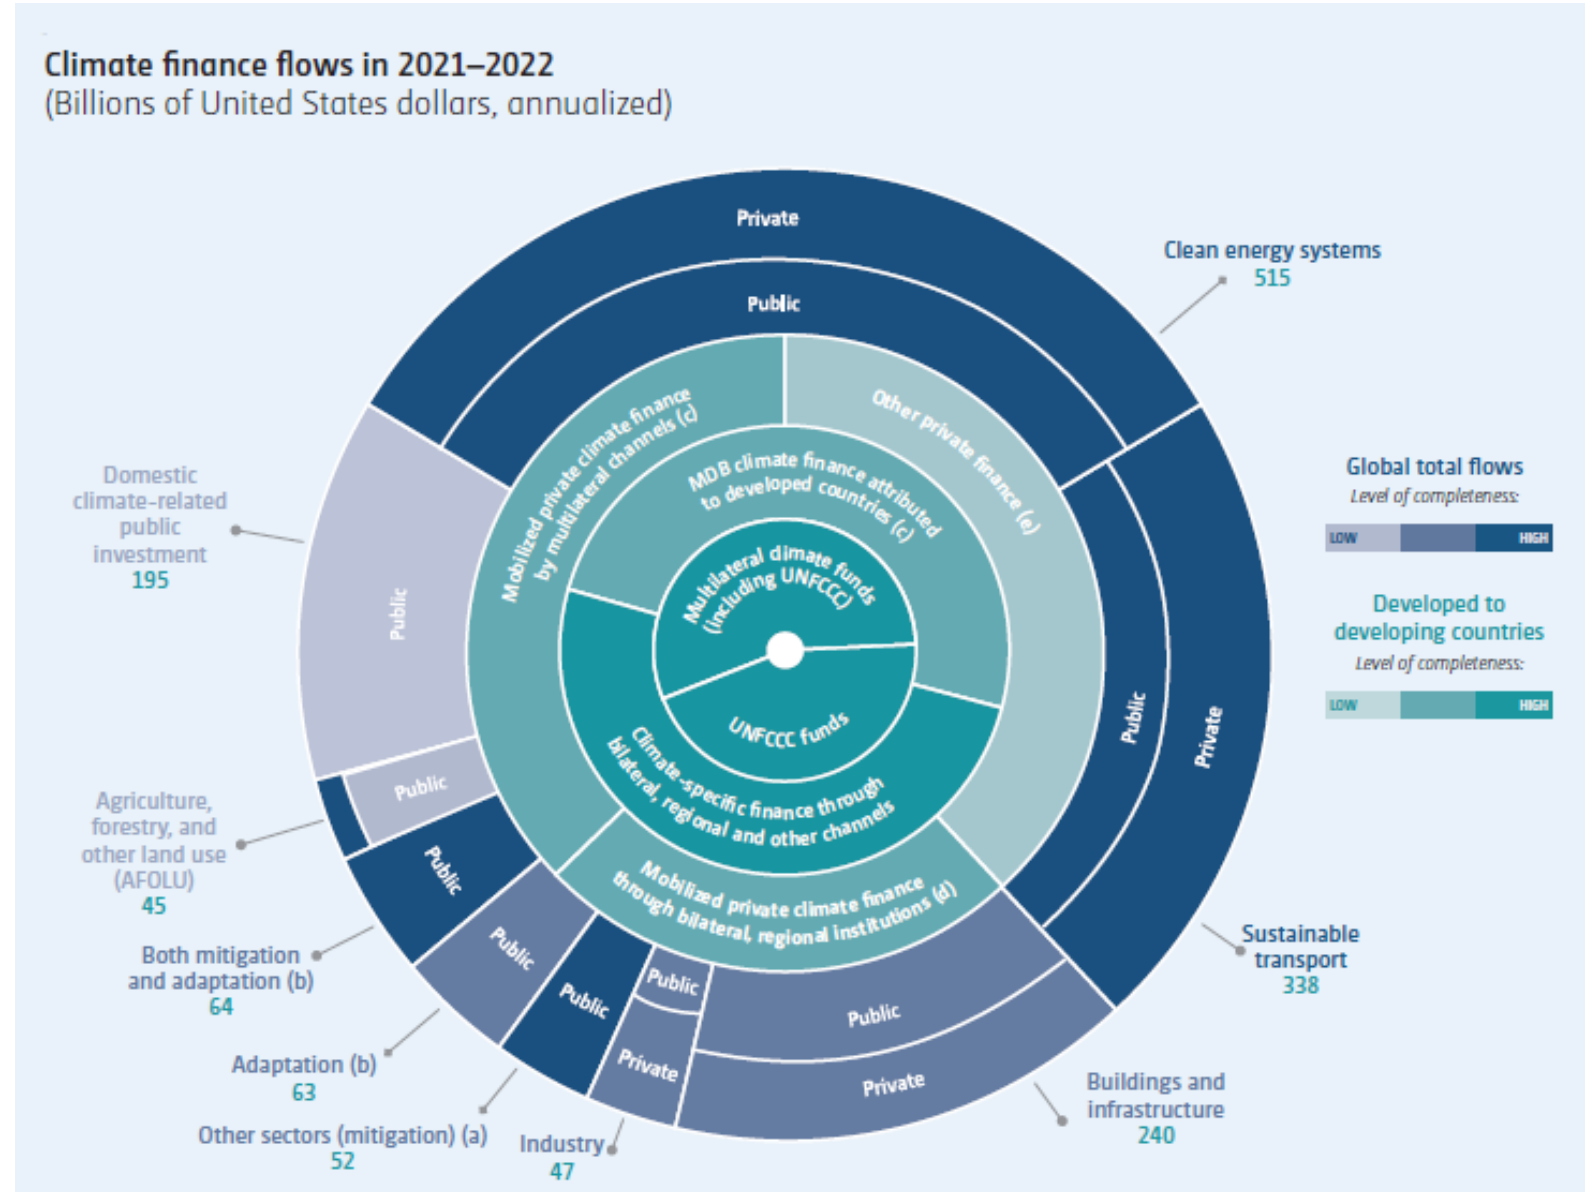 Climate finance flows in 2021–2022
(Billions of United States dollars, annualized)
Private
Public
Clean energy systems
515
Mobilized private climate finance
by multilateral channels (c)
Other private finance (e)
MDB climate finance attributed
to developed countries (c)
Multilateral climate funds
(including UNFCCC)
UNFCCC funds
Climate-specific finance through
bilateral, regional and other channels
Mobilized private climate finance
through bilateral, regional institutions (d)
Domestic
climate-related
public
investment
195
Public
Public
Private
Global total flows
Level of completeness:
LOW
HIGH
Developed to
developing countries
Level of completeness:
LOW
HIGH
Public
Agriculture,
forestry, and
other land use
(AFOLU)
45
Public
Both mitigation
and adaptation (b)
64
Public
Adaptation (b)
63
Public
Other sectors (mitigation) (a)
52
Public
Private
Industry
47
Public
Private
Buildings and
infrastructure
240
Sustainable
transport
338